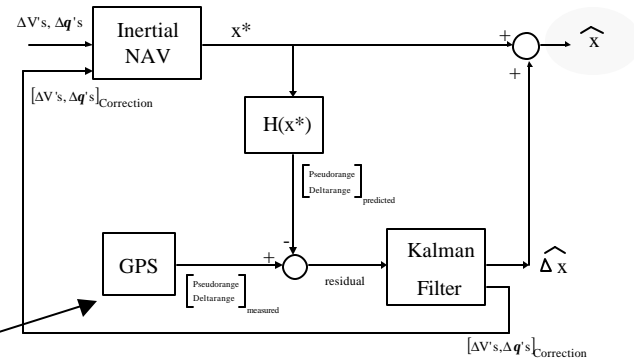 ΔV's, Δq's
Inertial
NAV
x*
+
x̂
+
[ΔV's, Δq's]Correction
H(x*)
[Pseudorange
Deltarange]predicted
-
+
GPS
Kalman
Filter
Δx̂
residual
[Pseudorange
Deltarange]measured
[ΔV's,Δq's]Correction